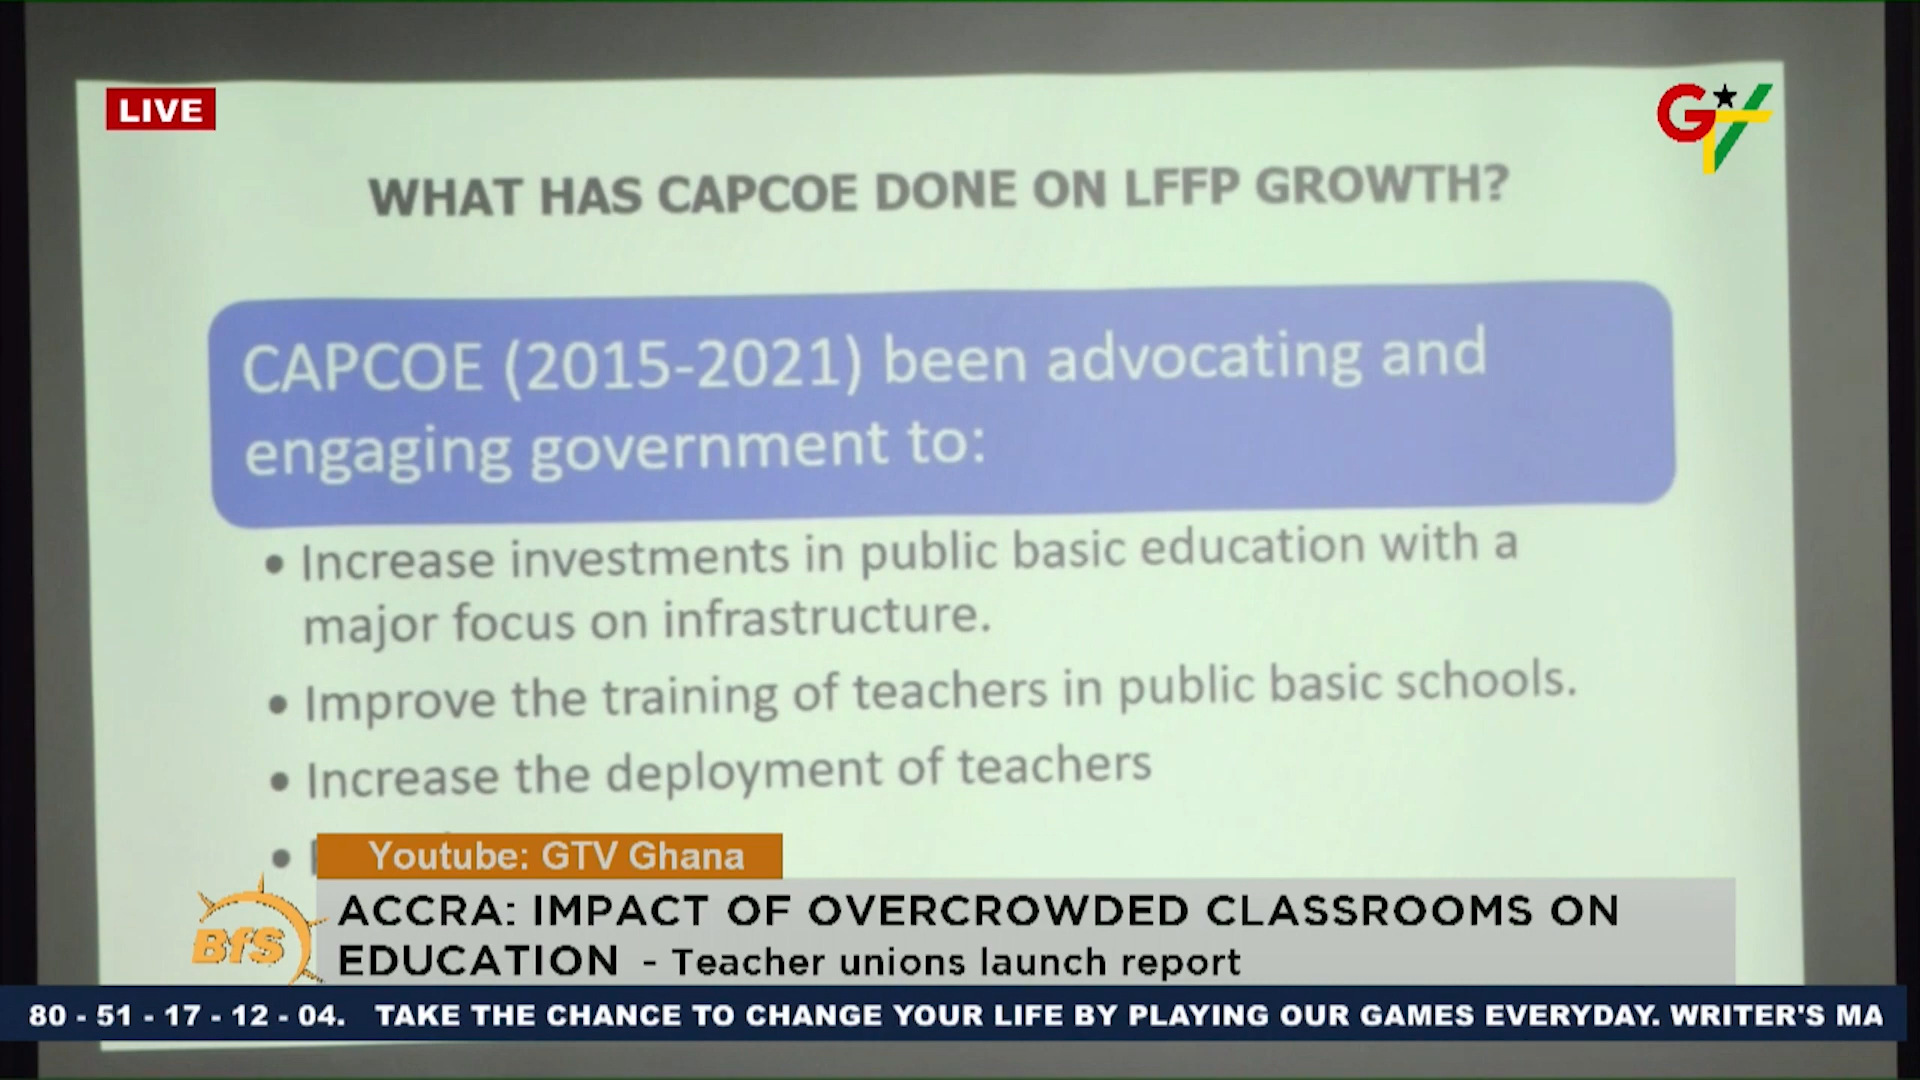 LIVE
GTV
WHAT HAS CAPCOE DONE ON LFFP GROWTH?
CAPCOE (2015-2021) been advocating and
engaging government to:
• Increase investments in public basic education with a
major focus on infrastructure.
• Improve the training of teachers in public basic schools.
• Increase the deployment of teachers
•
Youtube: GTV Ghana
BfS
ACCRA: IMPACT OF OVERCROWDED CLASSROOMS ON
EDUCATION - Teacher unions launch report
80 - 51 - 17 - 12 - 04. TAKE THE CHANCE TO CHANGE YOUR LIFE BY PLAYING OUR GAMES EVERYDAY. WRITER'S MA